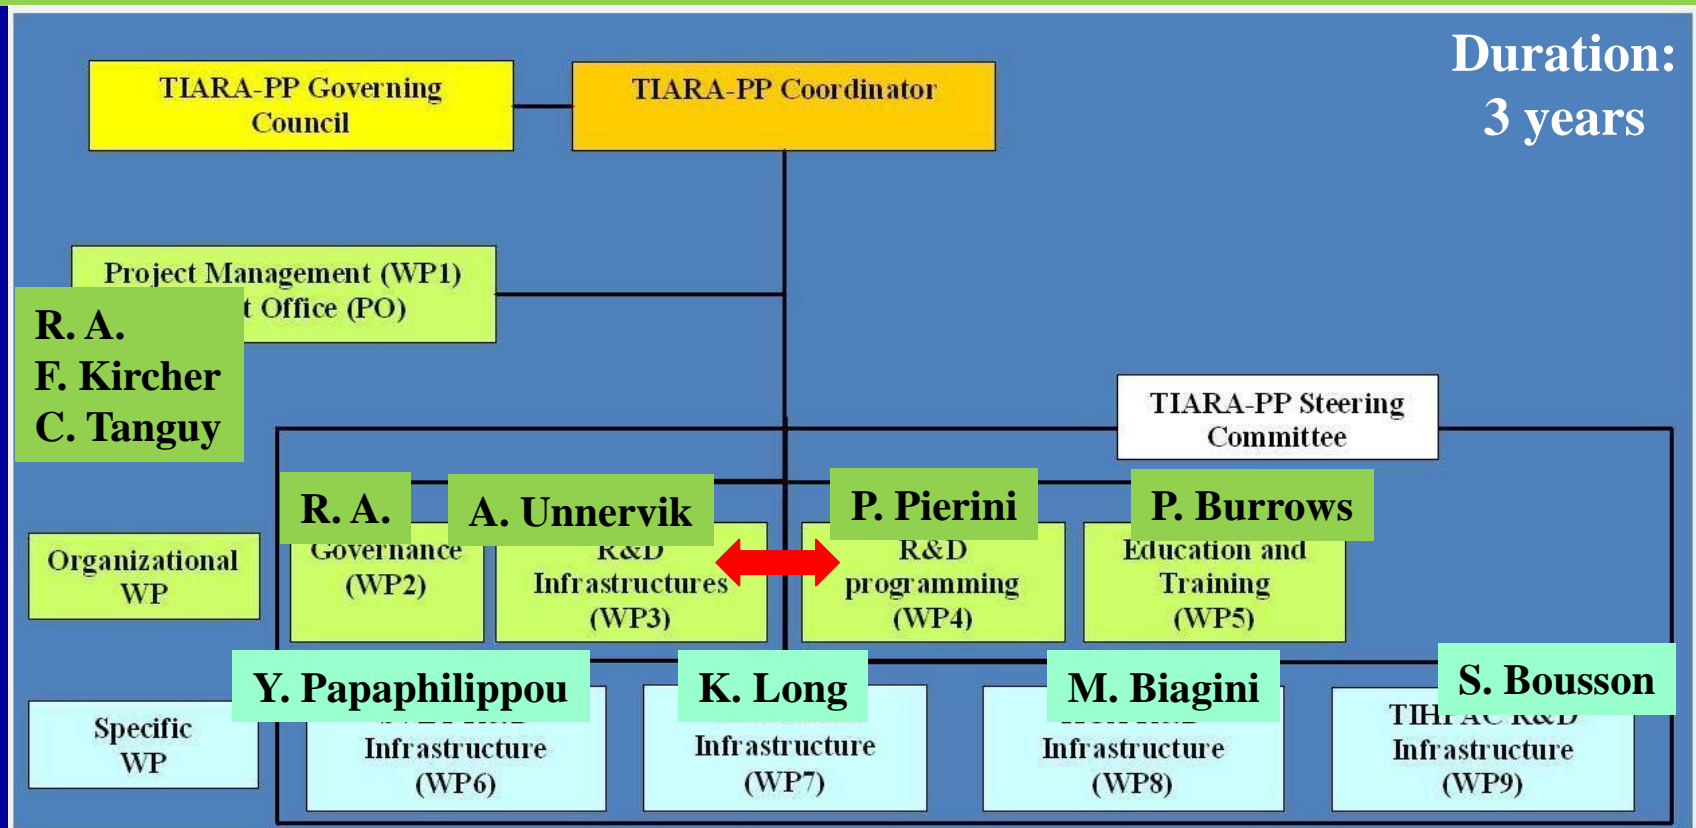 Duration:
3 years
TIARA-PP Governing
Council
TIARA-PP Coordinator
Project Management (WP1)
t Office (PO)
R. A.
F. Kircher
C. Tanguy
TIARA-PP Steering
Committee
R. A.
A. Unnervik
P. Pierini
P. Burrows
Organizational
WP
Governance
(WP2)
R&D
Infrastructures
(WP3)
R&D
programming
(WP4)
Education and
Training
(WP5)
Y. Papaphilippou
K. Long
M. Biagini
S. Bousson
Specific
WP
R&D
Infrastructure
(WP6)
Infrastructure
(WP7)
Infrastructure
(WP8)
TIHPAC R&D
Infrastructure
(WP9)